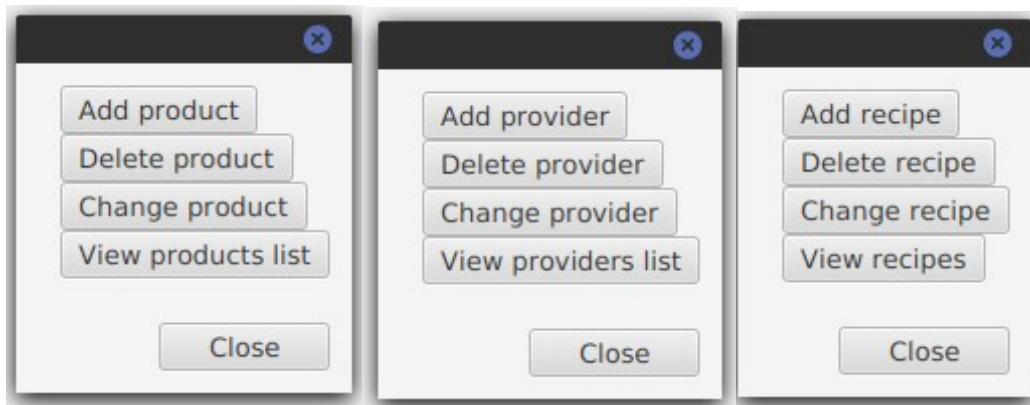 Add product
Delete product
Change product
View products list
Close
Add provider
Delete provider
Change provider
View providers list
Close
Add recipe
Delete recipe
Change recipe
View recipes
Close